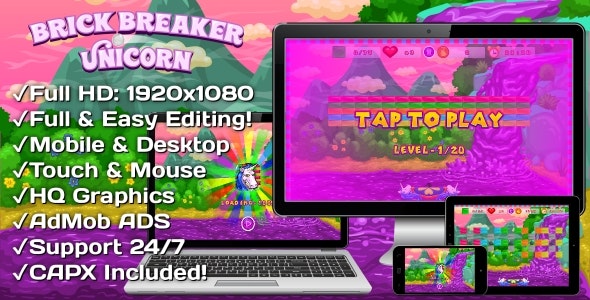 BRICK BREAKER
UNICORN
✓Full HD: 1920x1080
✓Full & Easy Editing!
✓Mobile & Desktop
✓Touch & Mouse
✓HQ Graphics
✓AdMob ADS
✓Support 24/7
✓CAPX Included!
TAP TO PLAY
LEVEL-1/20